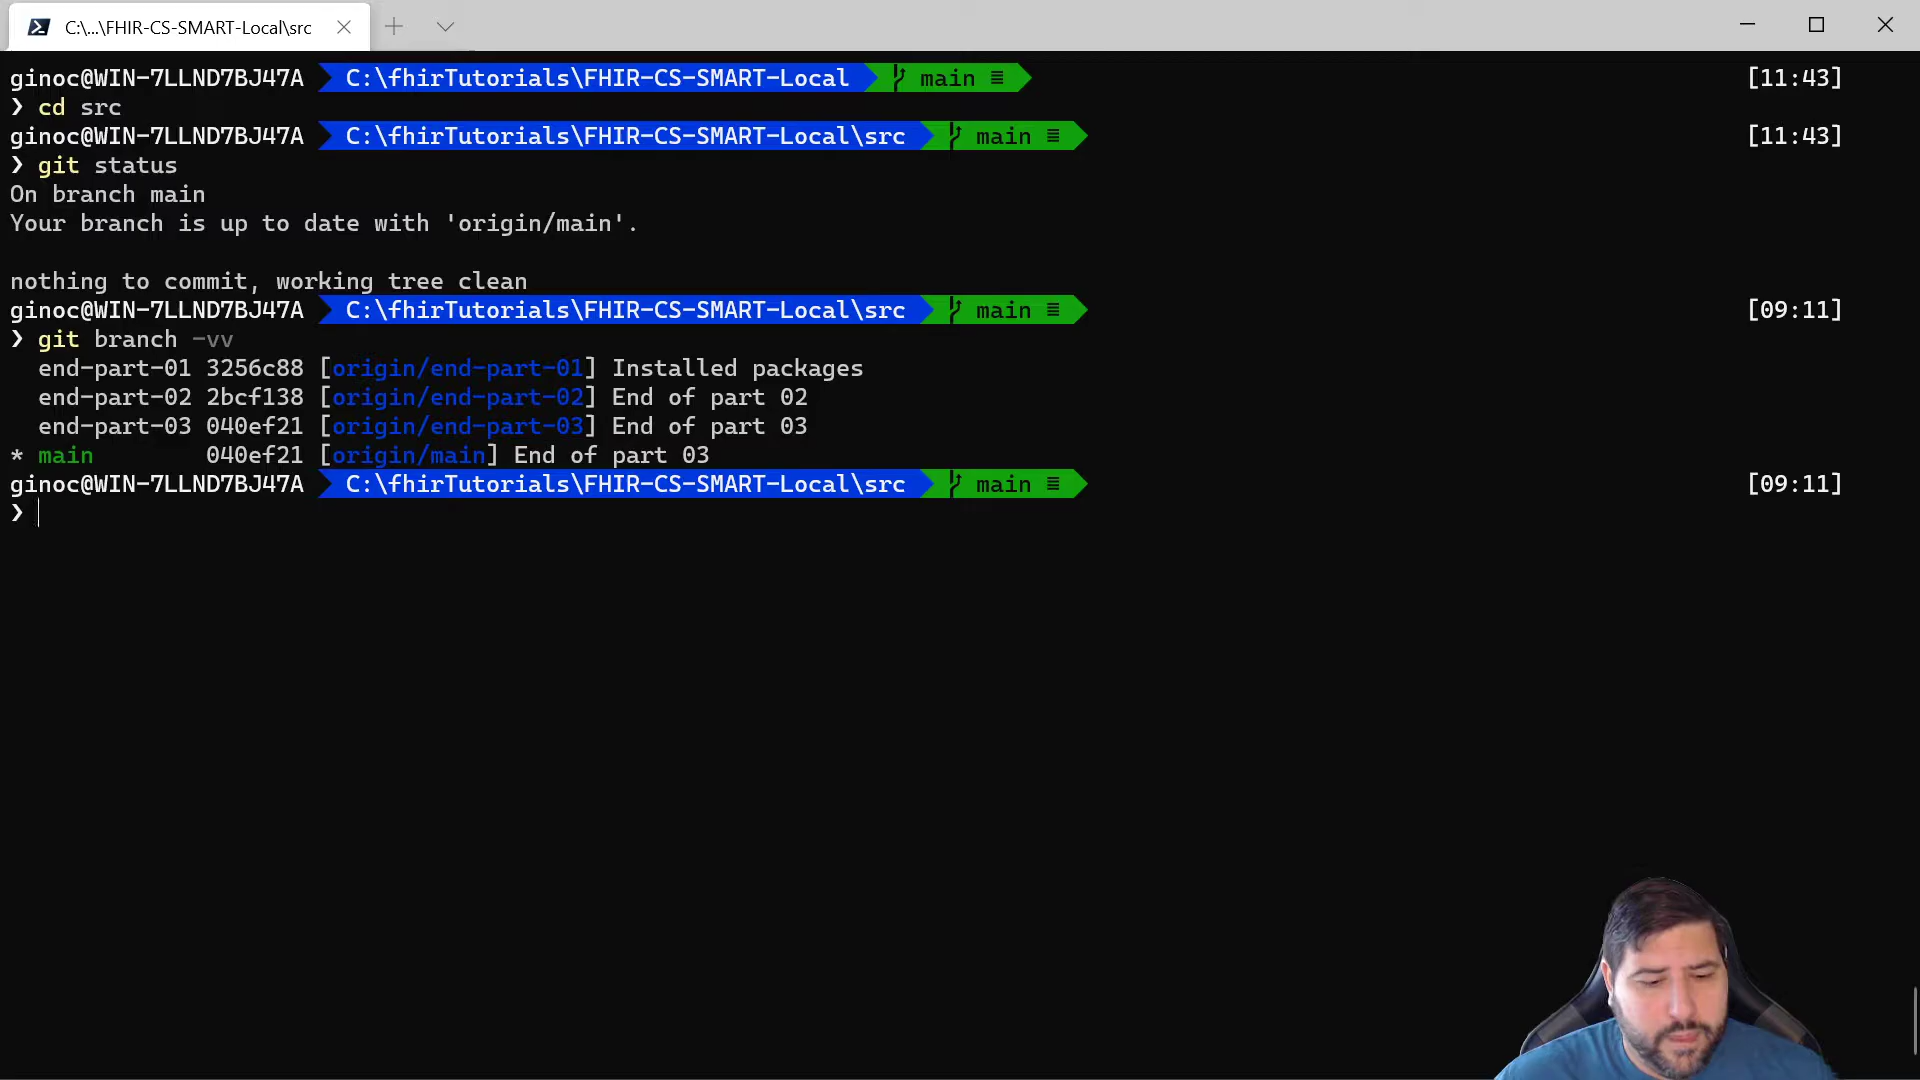 C:\...\FHIR-CS-SMART-Local\src
ginoc@WIN-7LLND7BJ47A C:\fhirTutorials\FHIR-CS-SMART-Local main ≡ [11:43]
❯ cd src
ginoc@WIN-7LLND7BJ47A C:\fhirTutorials\FHIR-CS-SMART-Local\src main ≡ [11:43]
❯ git status
On branch main
Your branch is up to date with 'origin/main'.
nothing to commit, working tree clean
ginoc@WIN-7LLND7BJ47A C:\fhirTutorials\FHIR-CS-SMART-Local\src main ≡ [09:11]
❯ git branch -vv
end-part-01 3256c88 [origin/end-part-01] Installed packages
end-part-02 2bcf138 [origin/end-part-02] End of part 02
end-part-03 040ef21 [origin/end-part-03] End of part 03
* main 040ef21 [origin/main] End of part 03
ginoc@WIN-7LLND7BJ47A C:\fhirTutorials\FHIR-CS-SMART-Local\src main ≡ [09:11]
❯